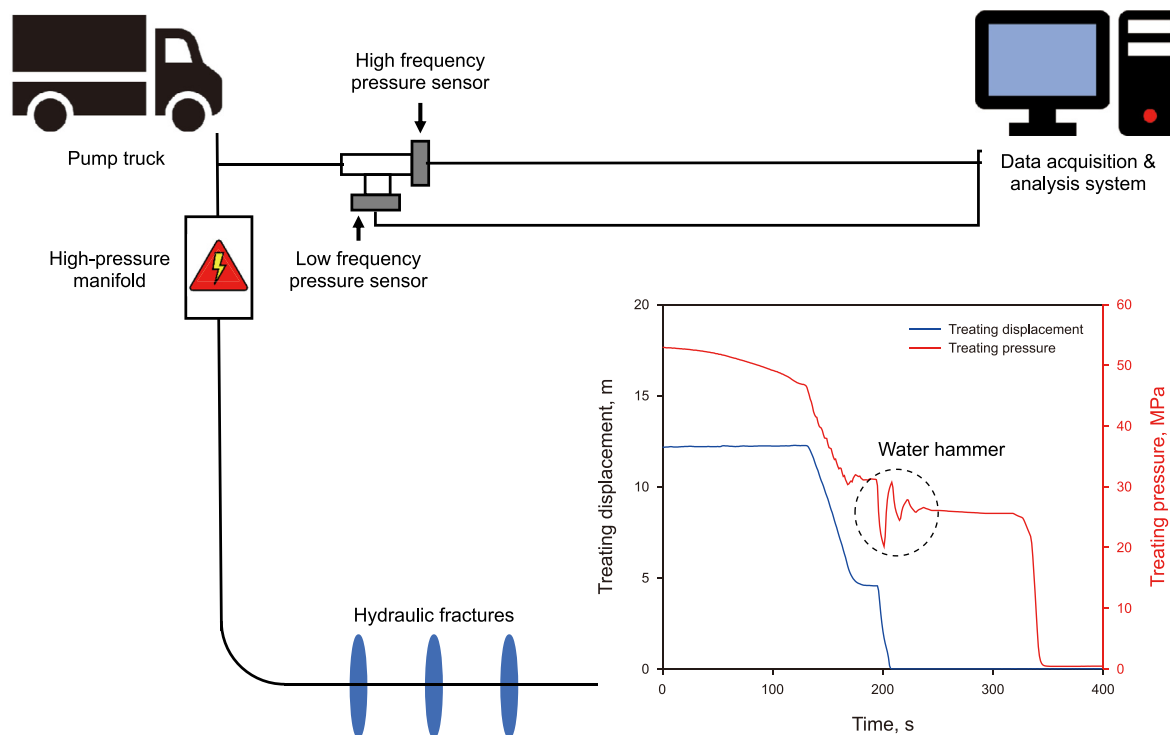 High frequency
pressure sensor
Pump truck
Data acquisition &
analysis system
High-pressure
manifold
Low frequency
pressure sensor
Hydraulic fractures
20
15
10
5
0
Treating displacement, m
60
50
40
30
20
10
0
Treating pressure, MPa
Treating displacement
Treating pressure
Water hammer
0
100
200
300
400
Time, s